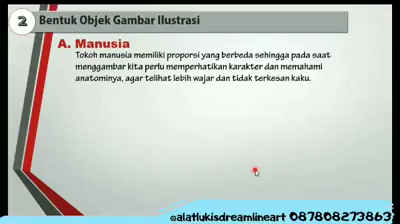 2 Bentuk Objek Gambar Ilustrasi
A. Manusia
Tokoh manusia memiliki proporsi yang berbeda sehingga pada saat
menggambar kita perlu memperhatikan karakter dan memahami
anatominya, agar telihat lebih wajar dan tidak terkesan kaku.
@alatlukisdreamlineart 087808273863